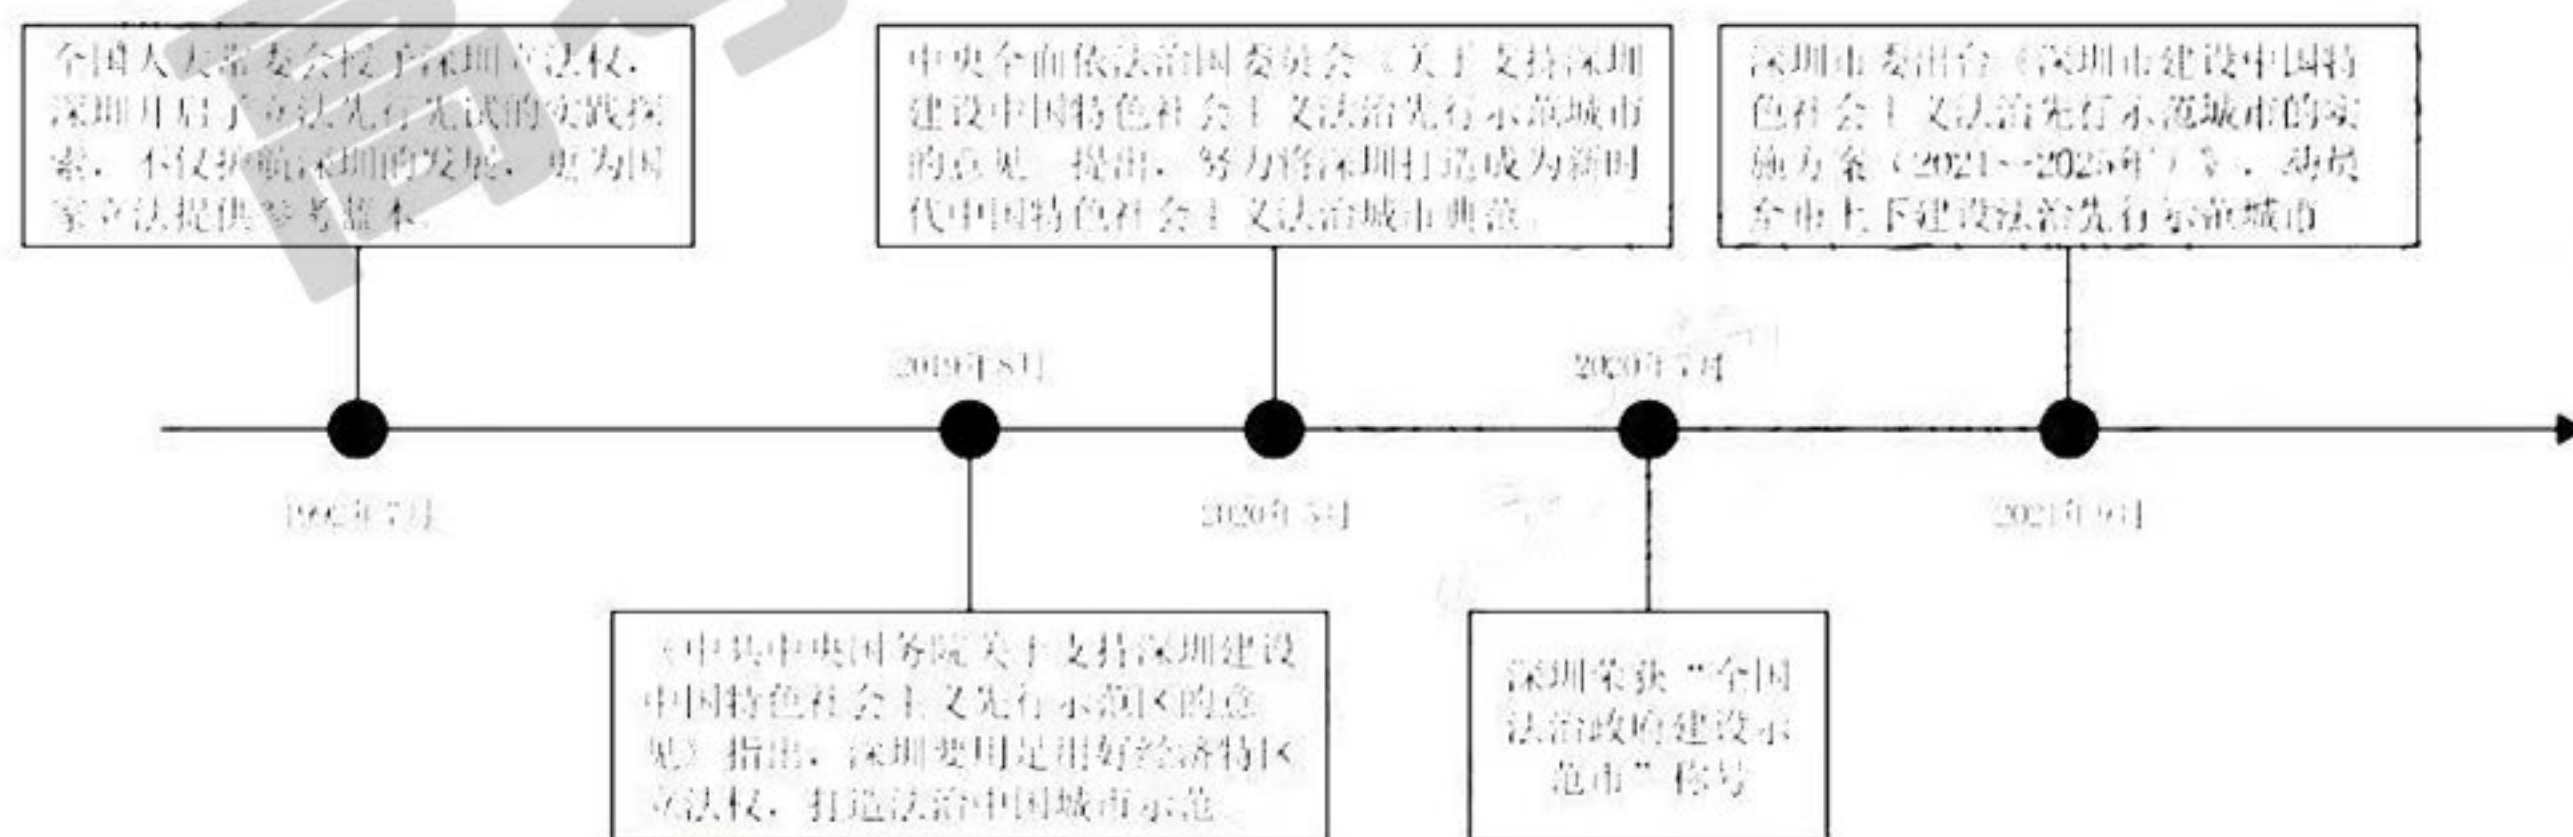 全国人大常委会授予深圳立法权,
深圳开启了立法先行先试的实践探
索, 不仅护航深圳的发展, 更为国
家立法提供参考蓝本
中央全面依法治国委员会《关于支持深圳
建设中国特色社会主义法治先行示范城市
的意见》提出, 努力将深圳打造成为新时
代中国特色社会主义法治城市典范。
深圳市委出台《深圳市建设中国特
色社会主义法治先行示范城市的实
施方案（2021--2025年）》, 动员
全市上下建设法治先行示范城市
2019年8月
2020年7月
1992年7月
2020年5月
2021年9月
《中共中央国务院关于支持深圳建设
中国特色社会主义先行示范区的意
见》指出, 深圳要用足用好经济特区
立法权, 打造法治中国城市示范
深圳荣获“全国
法治政府建设示
范市”称号